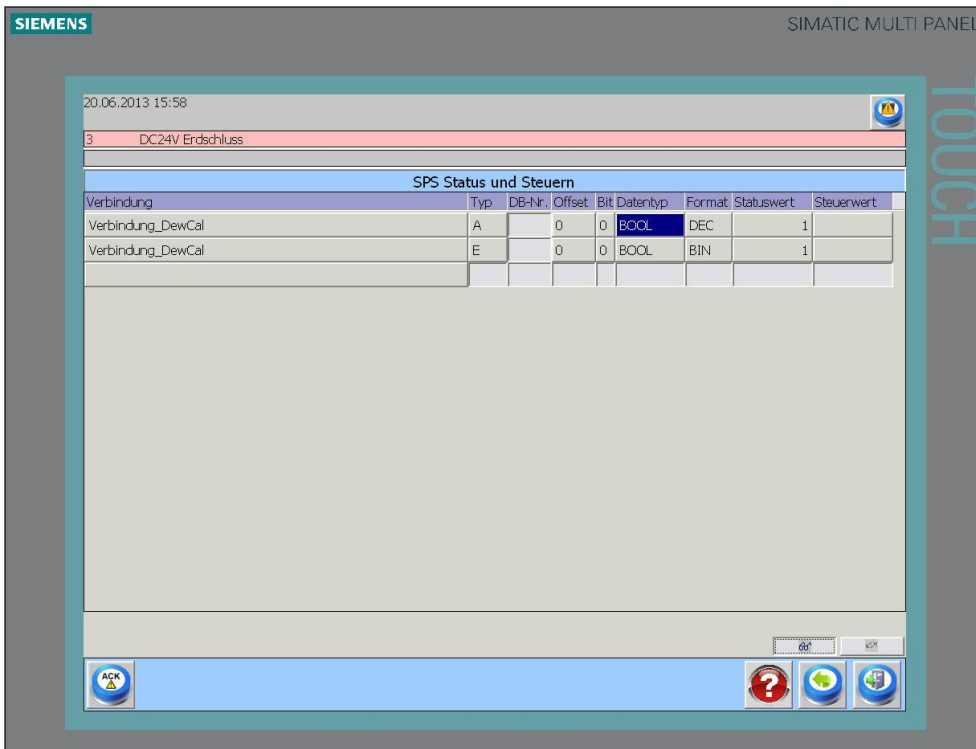 SIEMENS
SIMATIC MULTI PANEL
TOUCH
20.06.2013 15:58
3 DC24V Erdschluss
SPS Status und Steuern
Verbindung Typ DB-Nr. Offset Bit Datentyp Format Statuswert Steuerwert
Verbindung_DewCal A 0 0 BOOL DEC 1
Verbindung_DewCal E 0 0 BOOL BIN 1
ACK
?